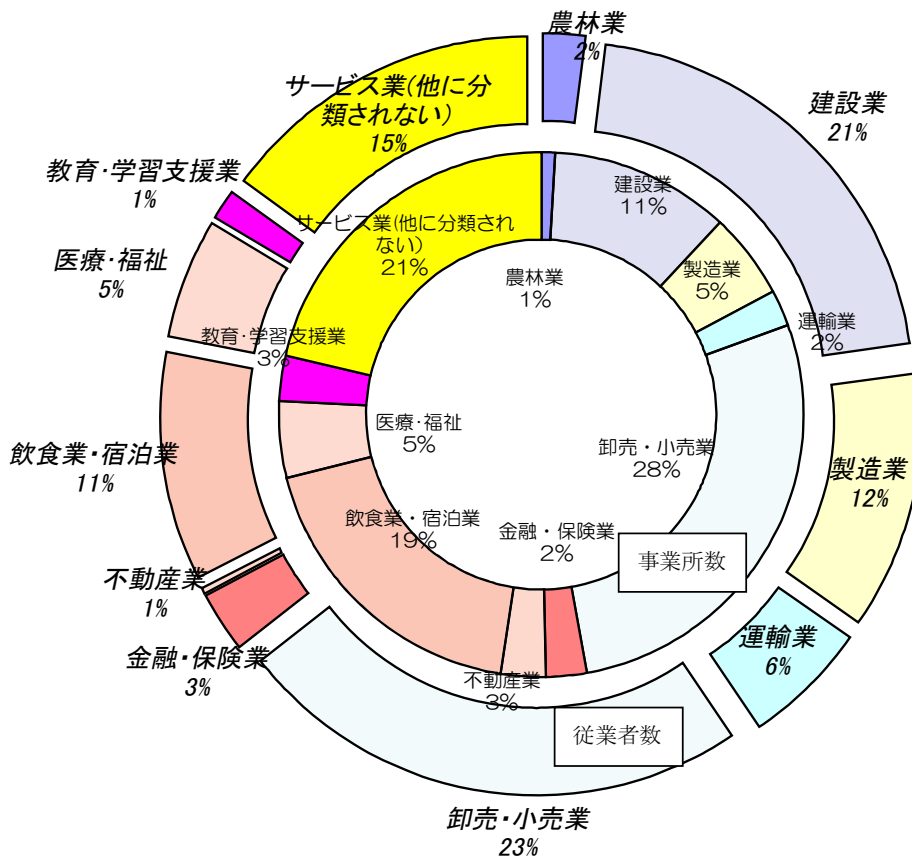 農林業
2%
建設業
21%
製造業
12%
運輸業
6%
卸売・小売業
23%
金融・保険業
3%
不動産業
1%
飲食業・宿泊業
11%
医療・福祉
5%
教育・学習支援業
1%
サービス業(他に分
類されない)
15%
農林業
1%
建設業
11%
製造業
5%
運輸業
2%
卸売・小売業
28%
金融・保険業
2%
不動産業
3%
飲食業・宿泊業
19%
医療・福祉
5%
教育・学習支援業
3%
サービス業(他に分類され
ない)
21%
事業所数
従業者数